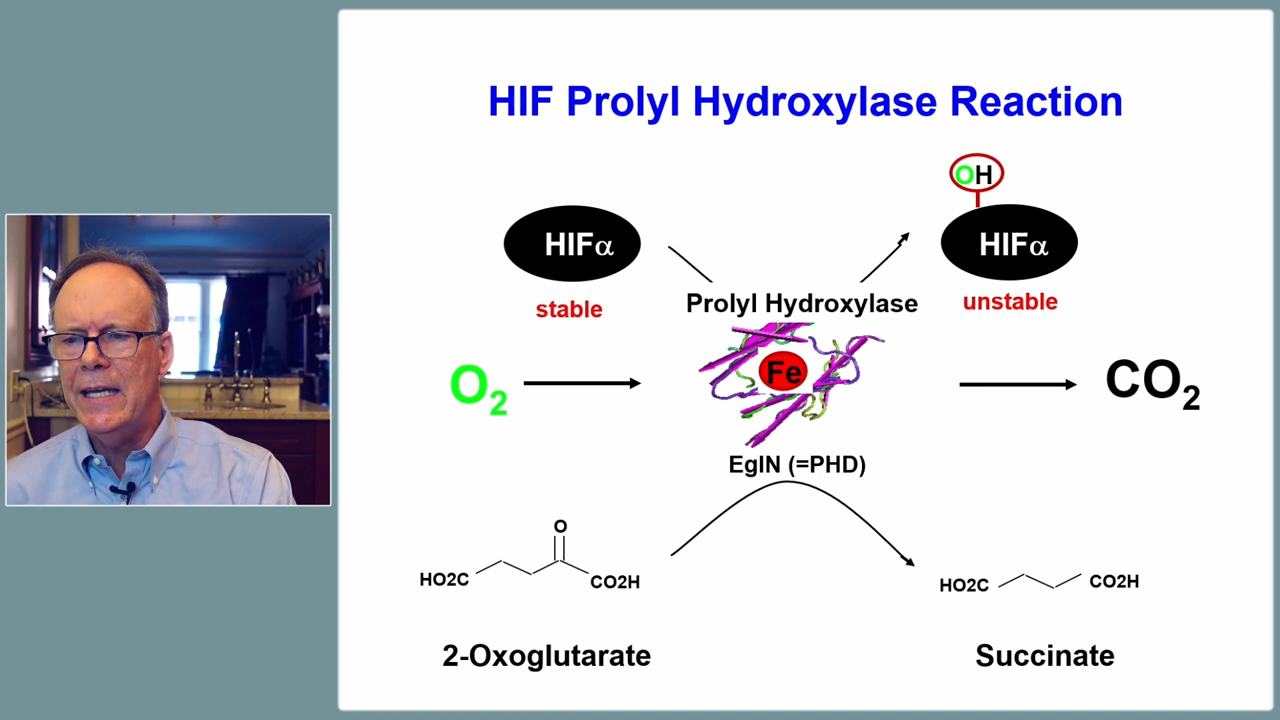 HIF Prolyl Hydroxylase Reaction
OH
HIFα
HIFα
stable
Prolyl Hydroxylase
unstable
O2
Fe
CO2
EglN (=PHD)
O
HO2C
CO2H
HO2C
CO2H
2-Oxoglutarate
Succinate